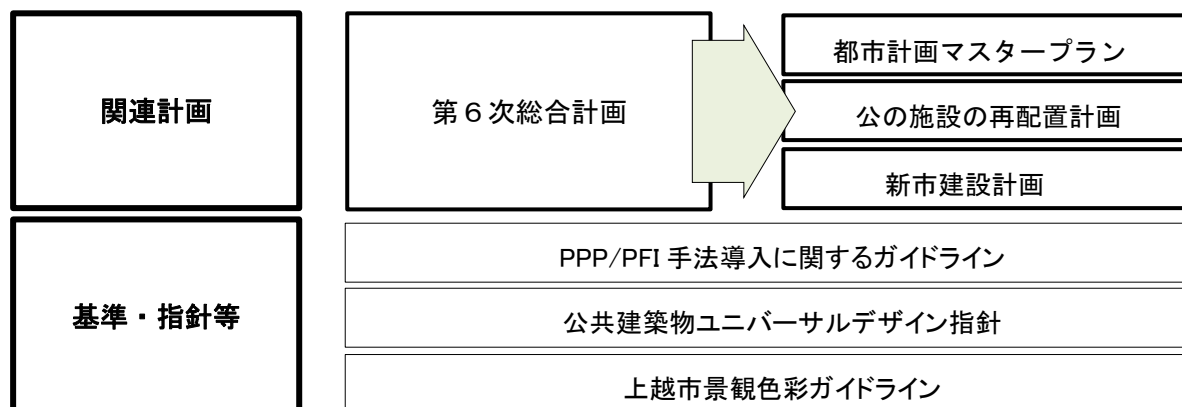 関連計画
第６次総合計画
都市計画マスタープラン
公の施設の再配置計画
新市建設計画
基準・指針等
PPP/PFI 手法導入に関するガイドライン
公共建築物ユニバーサルデザイン指針
上越市景観色彩ガイドライン